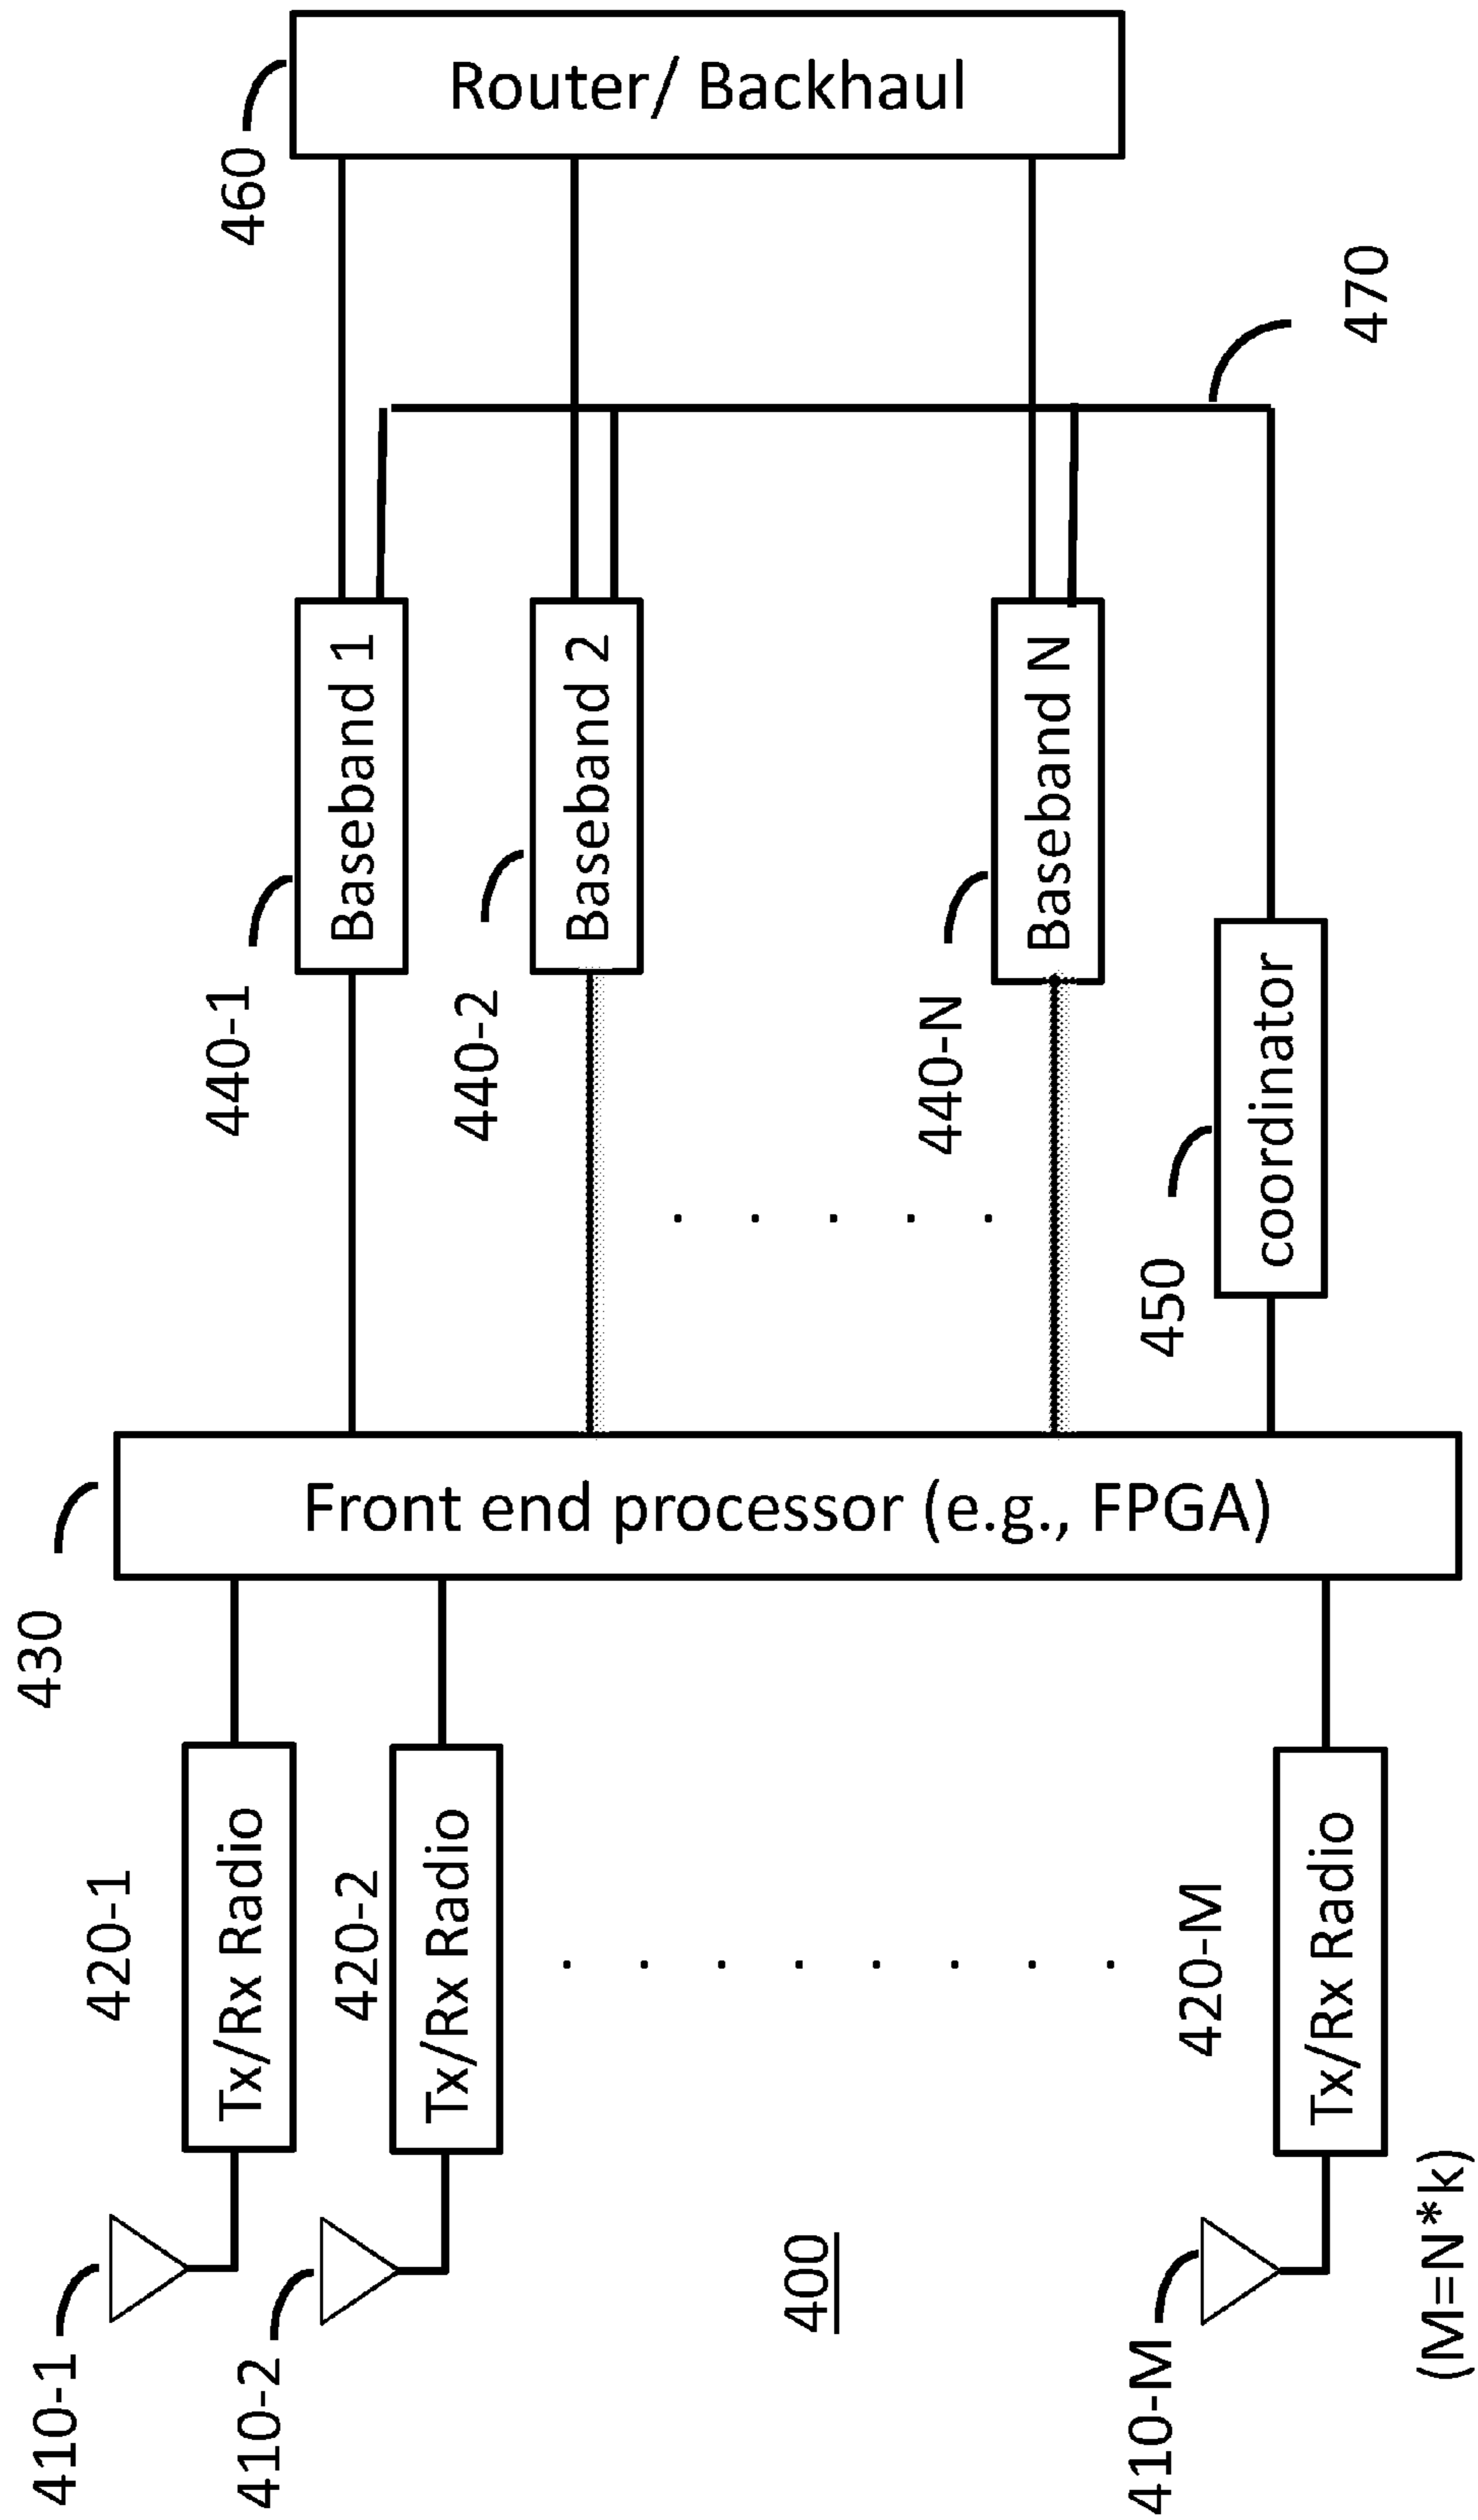 Router/ Backhaul
460
470
Baseband 1
Baseband 2
Baseband N
440-1
440-2
440-N
coordinator
450
Front end processor (e.g., FPGA)
430
Tx/Rx Radio
Tx/Rx Radio
Tx/Rx Radio
420-1
420-2
420-M
400
410-1
410-2
410-M
(M=N*k)